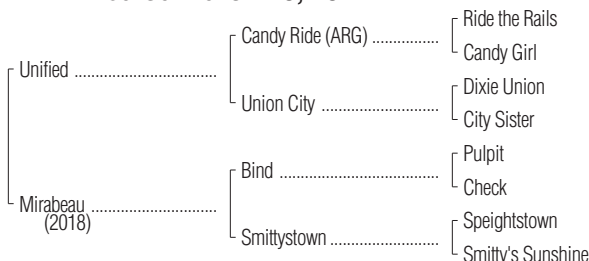 Ride the Rails
Candy Ride (ARG)
Candy Girl
Unified
Dixie Union
Union City
City Sister
Pulpit
Bind
Check
Mirabeau
(2018)
Speightstown
Smittystown
Smitty's Sunshine